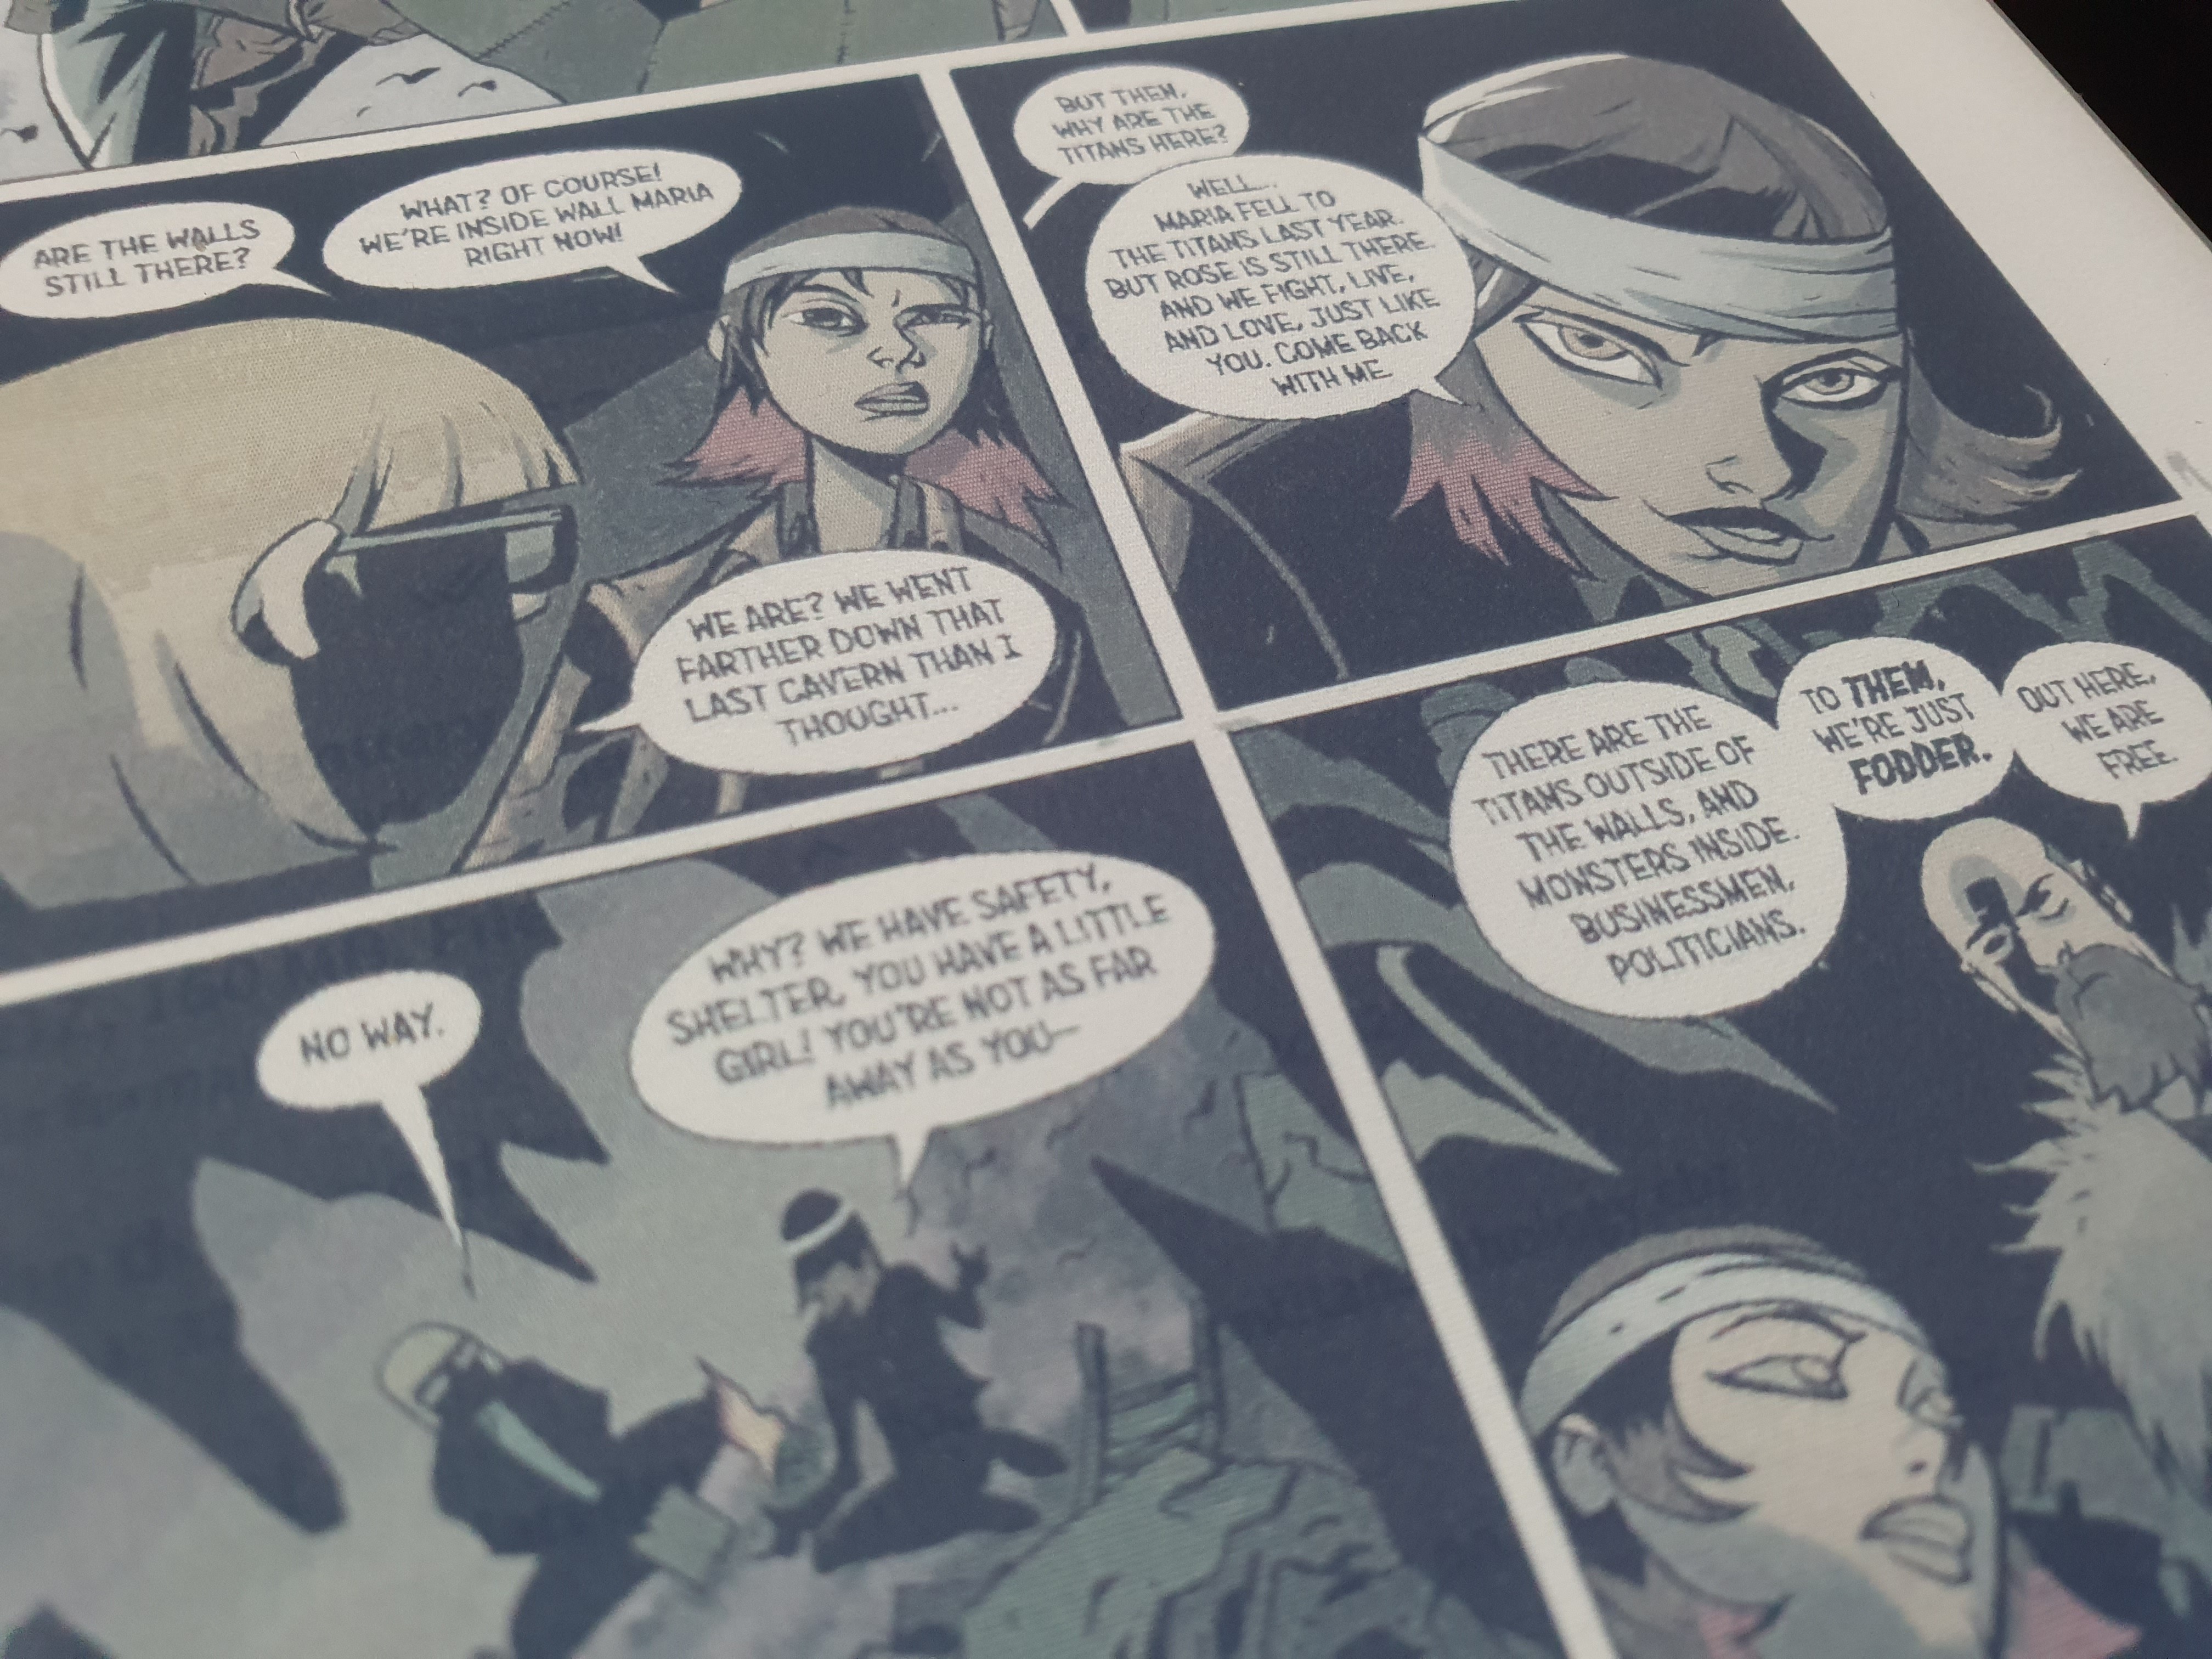 ARE THE WALLS
STILL THERE?
WHAT? OF COURSE!
WE'RE INSIDE WALL MARIA
RIGHT NOW!
WE ARE? WE WENT
FARTHER DOWN THAT
LAST CAVERN THAN I
THOUGHT...
BUT THEN,
WHY ARE THE
TITANS HERE?
WELL...
MARIA FELL TO
THE TITANS LAST YEAR.
BUT ROSE IS STILL THERE.
AND WE FIGHT, LIVE,
AND LOVE, JUST LIKE
YOU. COME BACK
WITH ME.
NO WAY.
WHY? WE HAVE SAFETY,
SHELTER. YOU HAVE A LITTLE
GIRL! YOU'RE NOT AS FAR
AWAY AS YOU—
THERE ARE THE
TITANS OUTSIDE OF
THE WALLS, AND
MONSTERS INSIDE.
BUSINESSMEN.
POLITICIANS.
TO THEM,
WE'RE JUST
FODDER.
OUT HERE,
WE ARE
FREE.